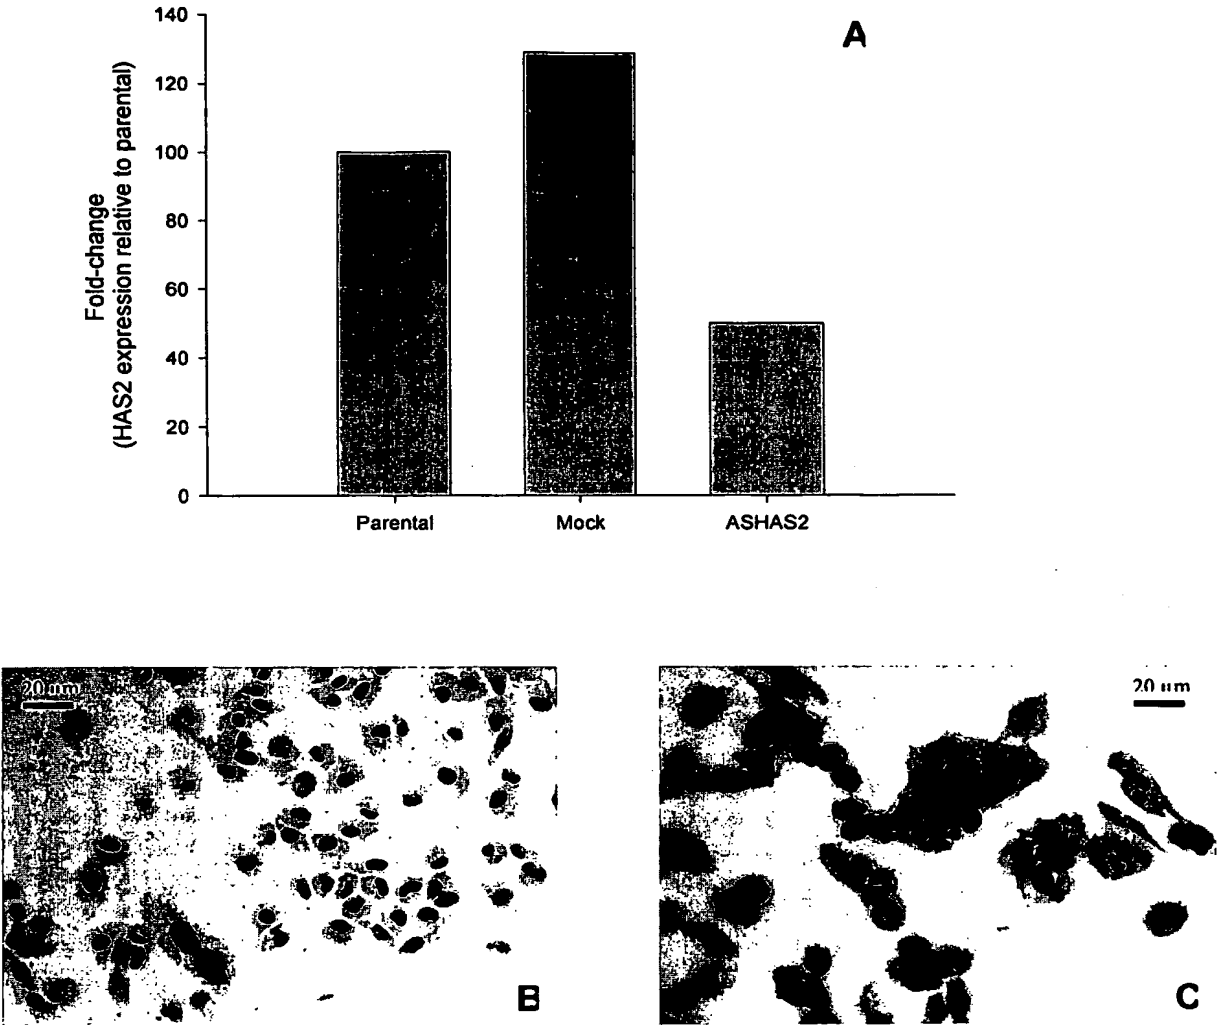 A
140
120
100
80
60
40
20
0
Fold-change
(HAS2 expression relative to parental)
Parental
Mock
ASHAS2
20 µm
B
20 µm
C